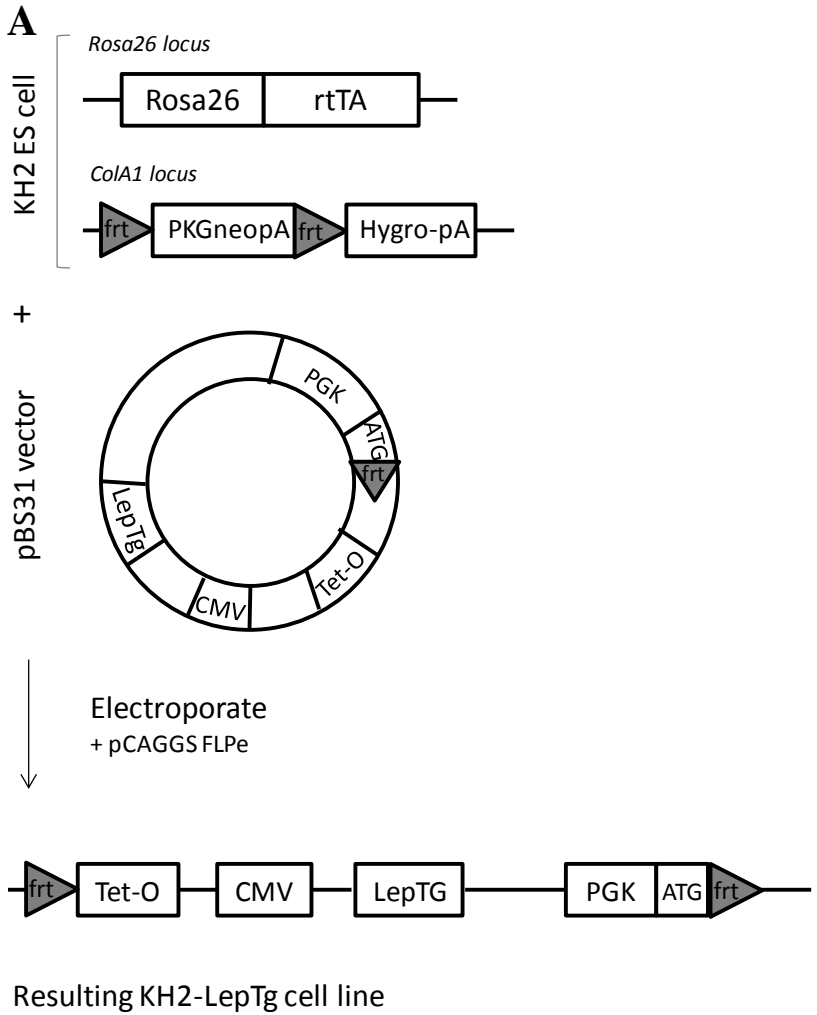 A
KH2 ES cell
Rosa26 locus
Rosa26 rtTA
ColA1 locus
frt PKGneopA frt Hygro-pA
+
pBS31 vector
PGK
ATG
frt
Tet-O
CMV
LepTg
Electroporate
+ pCAGGS FLPe
frt Tet-O CMV LepTG PGK ATG frt
Resulting KH2-LepTg cell line